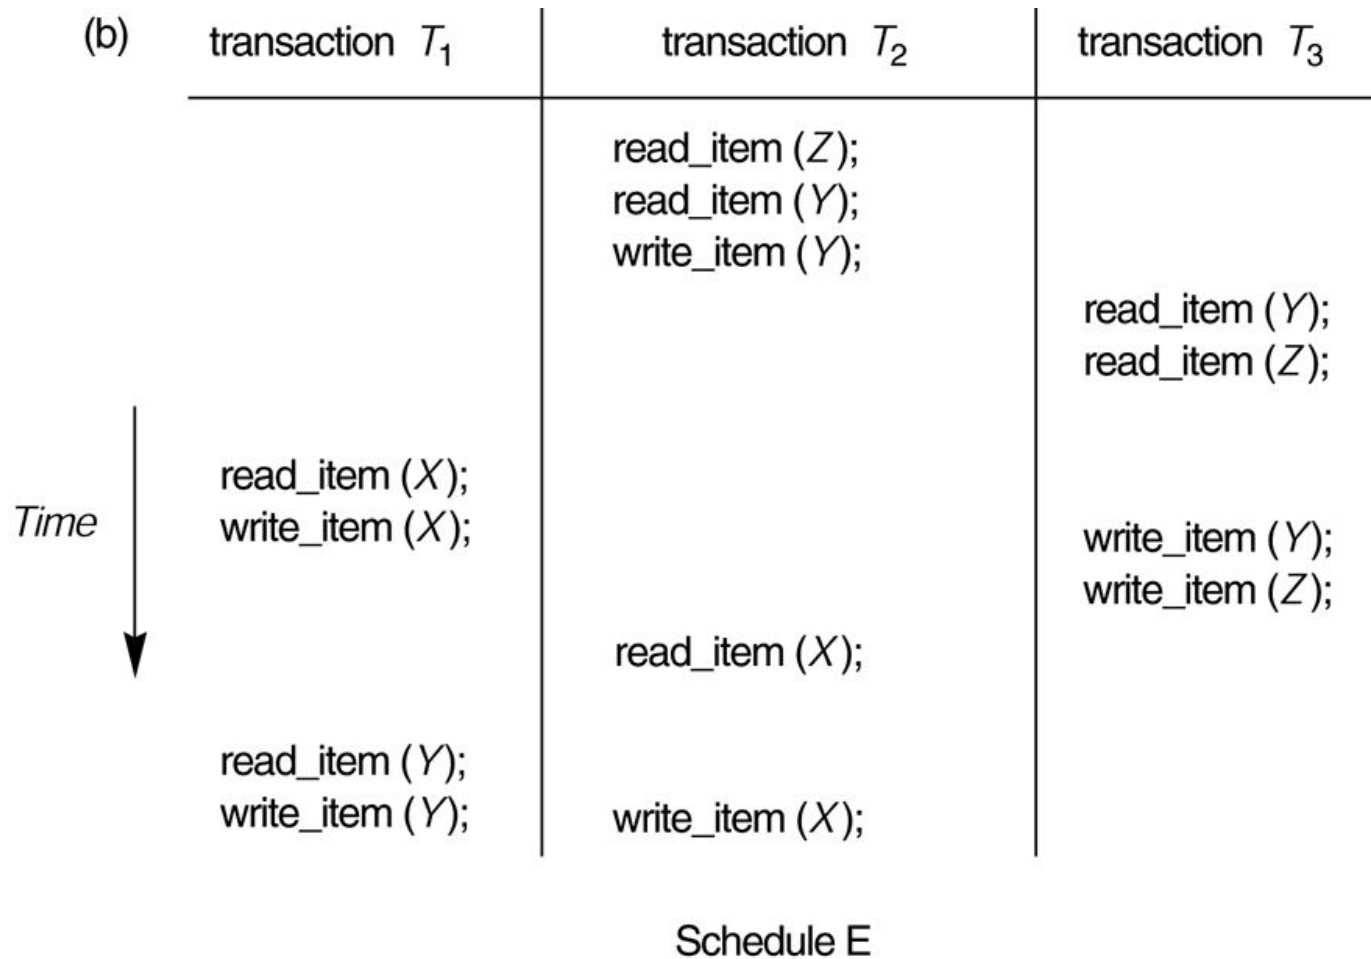 (b) transaction T1 transaction T2 transaction T3
read_item (Z);
read_item (Y);
write_item (Y);
read_item (Y);
read_item (Z);
read_item (X);
Time write_item (X);
write_item (Y);
write_item (Z);
read_item (X);
read_item (Y);
write_item (Y); write_item (X);
Schedule E